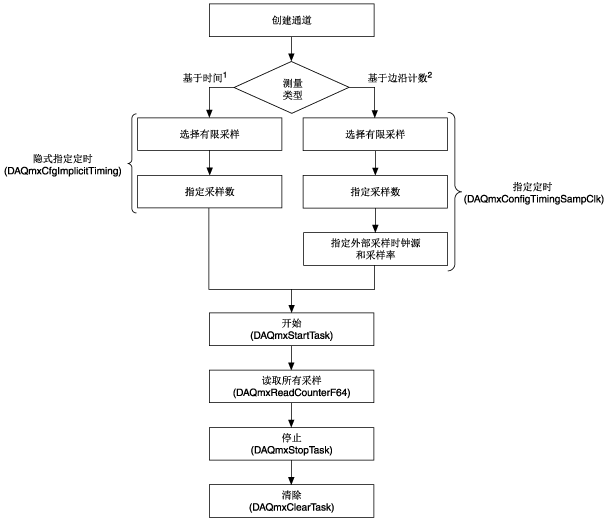 创建通道
基于时间1
测量
类型
基于边沿计数2
隐式指定定时
(DAQmxCfgImplicitTiming)
选择有限采样
指定采样数
选择有限采样
指定采样数
指定外部采样时钟源
和采样率
指定定时
(DAQmxConfigTimingSampClk)
开始
(DAQmxStartTask)
读取所有采样
(DAQmxReadCounterF64)
停止
(DAQmxStopTask)
清除
(DAQmxClearTask)